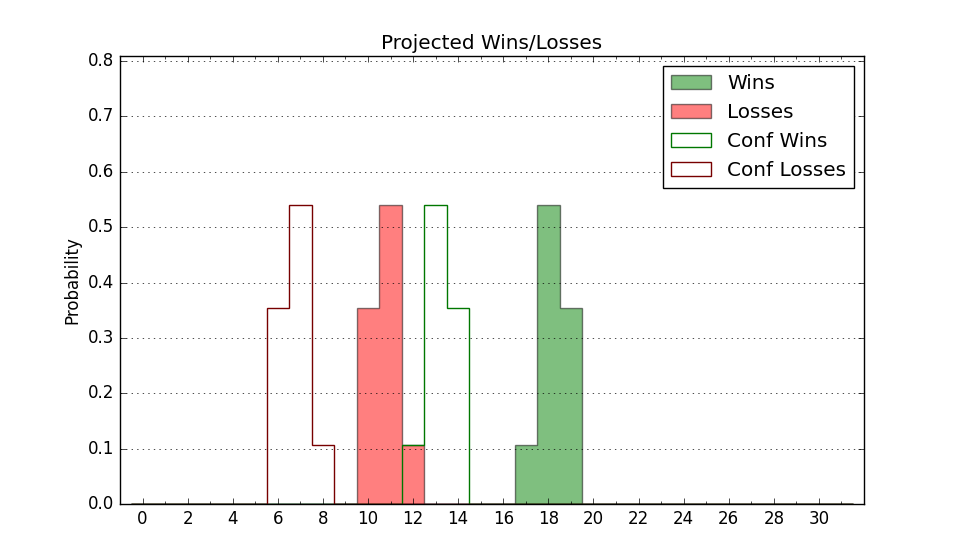 Projected Wins/Losses
Probability
0.8
0.7
0.6
0.5
0.4
0.3
0.2
0.1
0.0
0 2 4 6 8 10 12 14 16 18 20 22 24 26 28 30
Wins
Losses
Conf Wins
Conf Losses